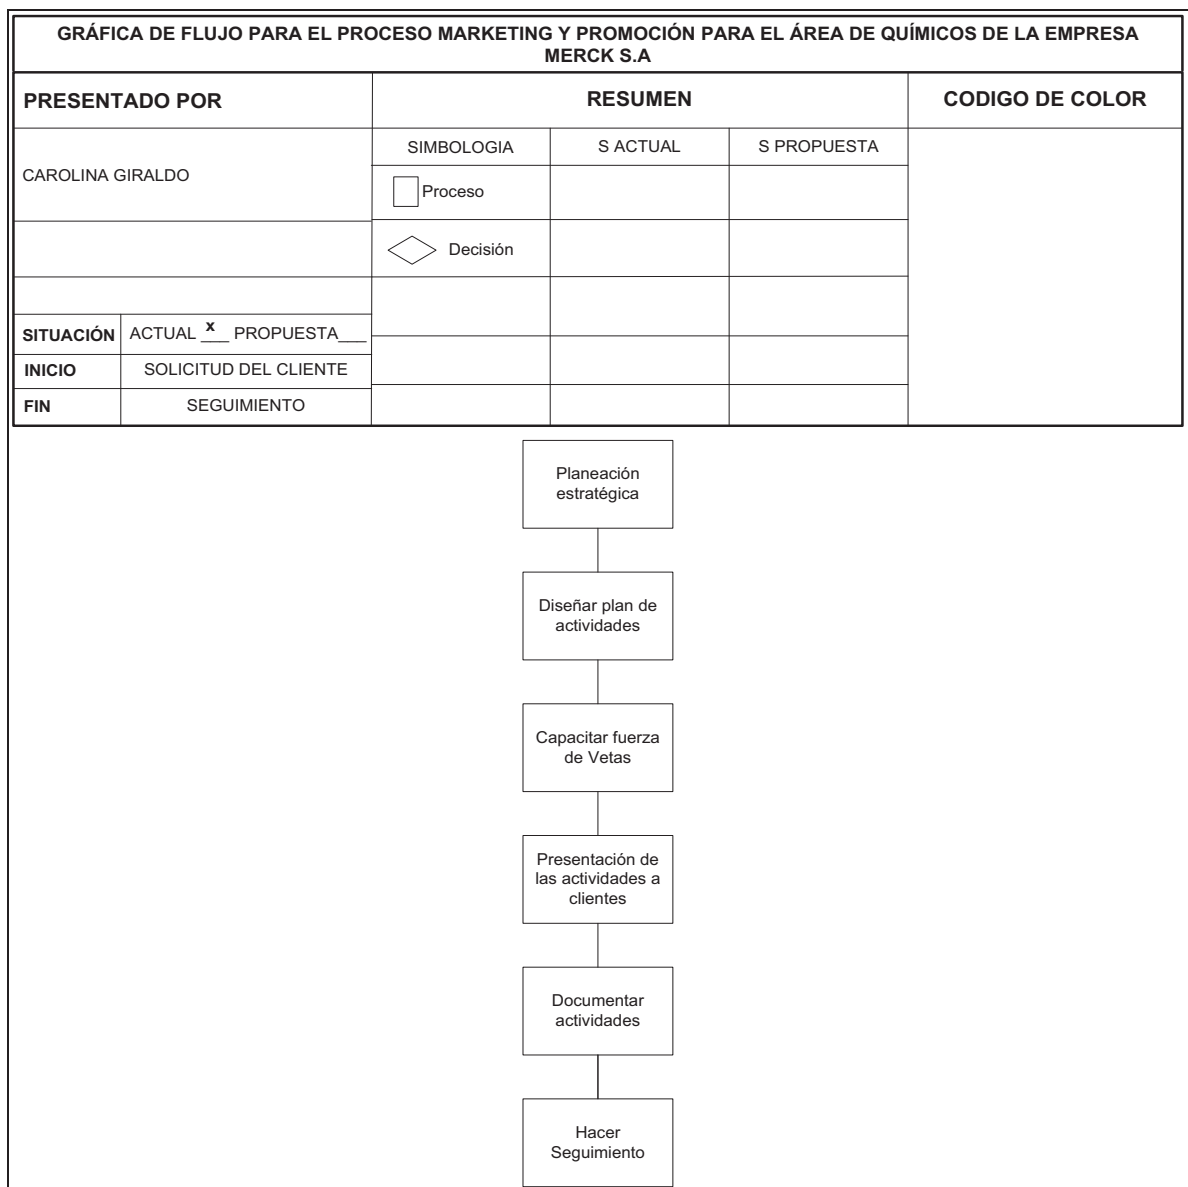 GRÁFICA DE FLUJO PARA EL PROCESO MARKETING Y PROMOCIÓN PARA EL ÁREA DE QUÍMICOS DE LA EMPRESA
MERCK S.A
PRESENTADO POR
RESUMEN
CODIGO DE COLOR
CAROLINA GIRALDO
SIMBOLOGIA
S ACTUAL
S PROPUESTA
Proceso
Decisión
SITUACIÓN
ACTUAL _x_ PROPUESTA___
INICIO
SOLICITUD DEL CLIENTE
FIN
SEGUIMIENTO
Planeación
estratégica
Diseñar plan de
actividades
Capacitar fuerza
de Vetas
Presentación de
las actividades a
clientes
Documentar
actividades
Hacer
Seguimiento